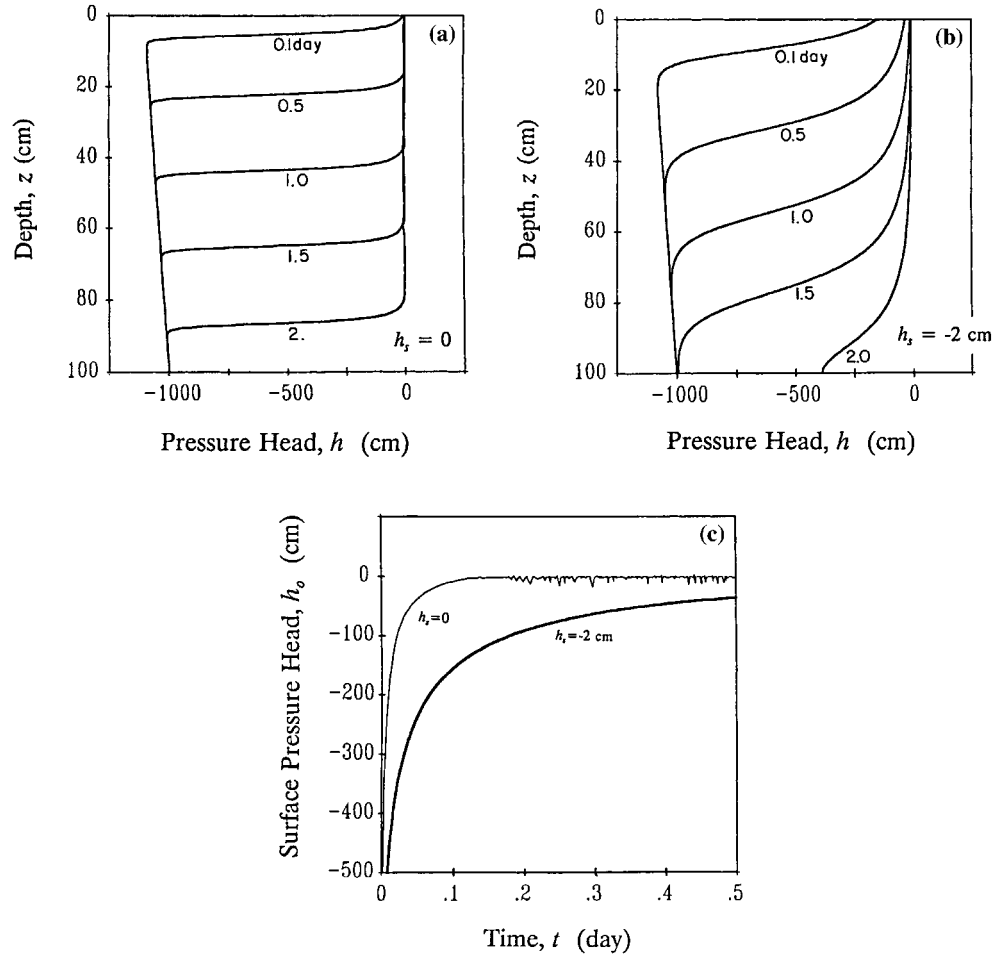 (a)
0
20
40
60
80
100
Depth, z (cm)
0.1day
0.5
1.0
1.5
2.
h_s = 0
-1000
-500
0
Pressure Head, h (cm)
(b)
0
20
40
60
80
100
Depth, z (cm)
0.1day
0.5
1.0
1.5
2.0
h_s = -2 cm
-1000
-500
0
Pressure Head, h (cm)
(c)
0
-100
-200
-300
-400
-500
Surface Pressure Head, h_o (cm)
h_s=0
h_s=-2 cm
0
.1
.2
.3
.4
.5
Time, t (day)